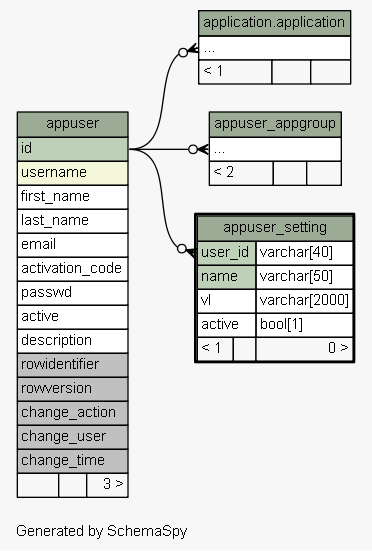 application.application
...
< 1
appuser
id
username
first_name
last_name
email
activation_code
passwd
active
description
rowidentifier
rowversion
change_action
change_user
change_time
3 >
appuser_appgroup
...
< 2
appuser_setting
user_id varchar[40]
name varchar[50]
vl varchar[2000]
active bool[1]
< 1 0 >
Generated by SchemaSpy